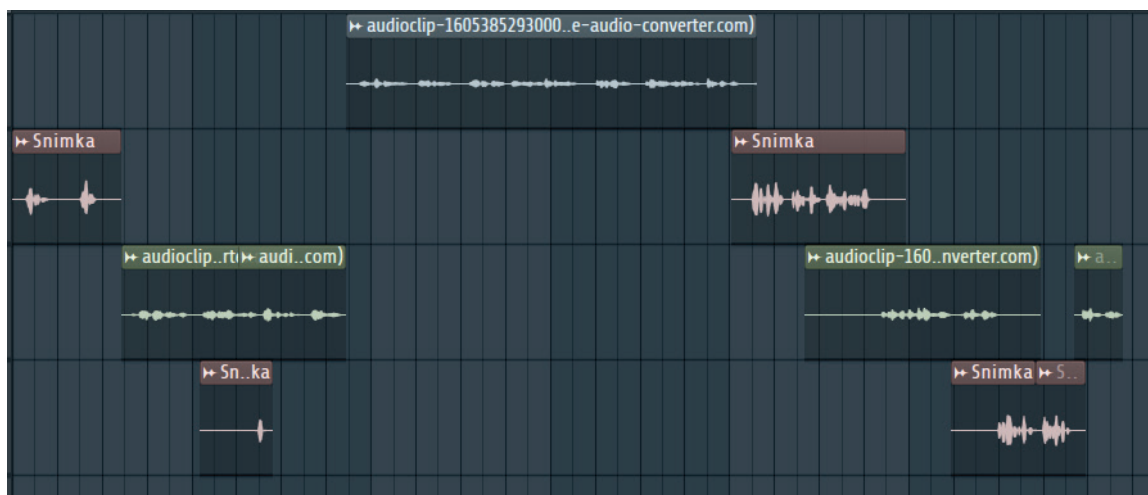 audioclip-1605385293000..e-audio-converter.com)
Snimka
Snimka
audioclip..rt
audi..com)
audioclip-160..nverter.com)
a..
Sn..ka
Snimka
S..